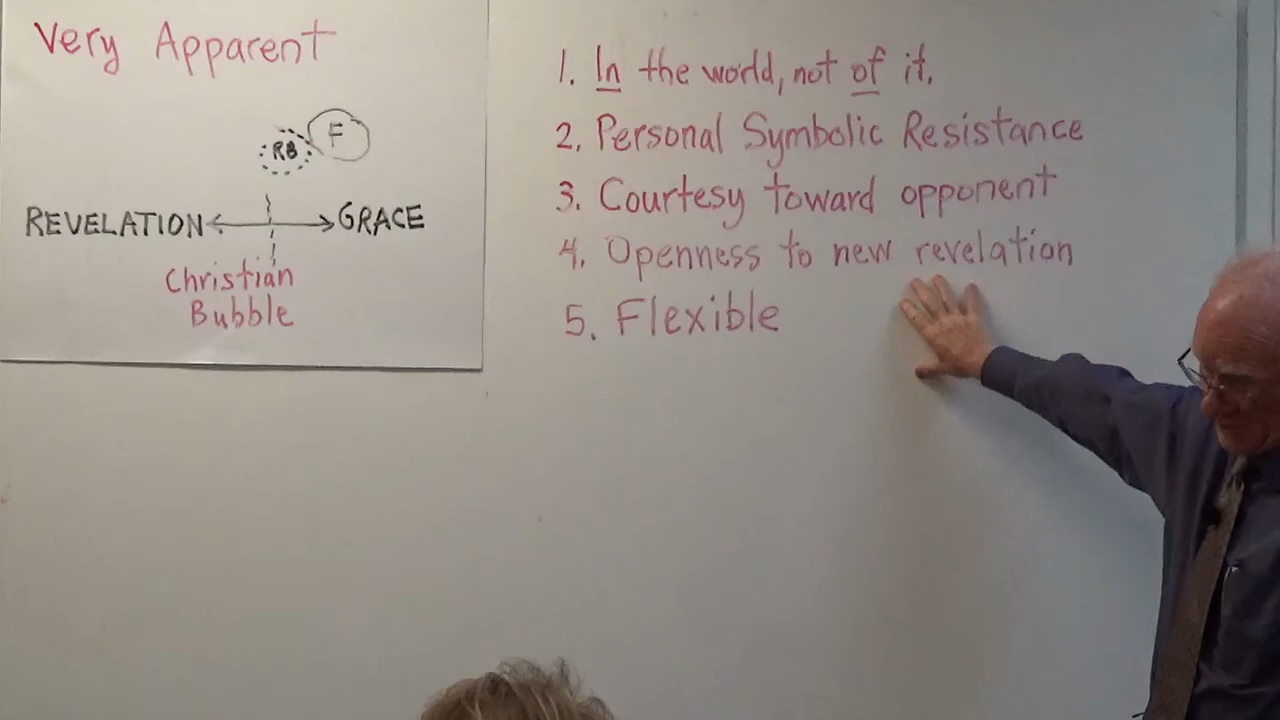 Very Apparent
RB F
REVELATION GRACE
Christian
Bubble
1. In the world, not of it.
2. Personal Symbolic Resistance
3. Courtesy toward opponent
4. Openness to new revelation
5. Flexible